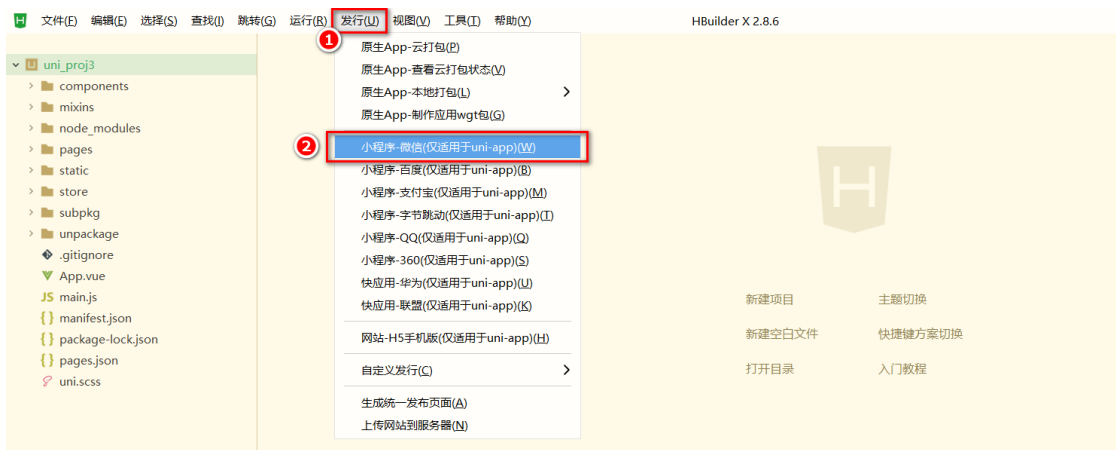 文件(F) 编辑(E) 选择(S) 查找(I) 跳转(G) 运行(R) 发行(U) 视图(V) 工具(T) 帮助(Y) HBuilder X 2.8.6
1
uni_proj3
components
mixins
node_modules
pages
static
store
subpkg
unpackage
.gitignore
App.vue
JS main.js
{ } manifest.json
{ } package-lock.json
{ } pages.json
uni.scss
原生App-云打包(P)
原生App-查看云打包状态(V)
原生App-本地打包(L)
原生App-制作应用wgt包(G)
2
小程序-微信(仅适用于uni-app)(W)
小程序-百度(仅适用于uni-app)(B)
小程序-支付宝(仅适用于uni-app)(M)
小程序-字节跳动(仅适用于uni-app)(T)
小程序-QQ(仅适用于uni-app)(Q)
小程序-360(仅适用于uni-app)(S)
快应用-华为(仅适用于uni-app)(U)
快应用-联盟(仅适用于uni-app)(K)
网站-H5手机版(仅适用于uni-app)(H)
自定义发行(C)
生成统一发布页面(A)
上传网站到服务器(N)
H
新建项目 主题切换
新建空白文件 快捷键方案切换
打开目录 入门教程